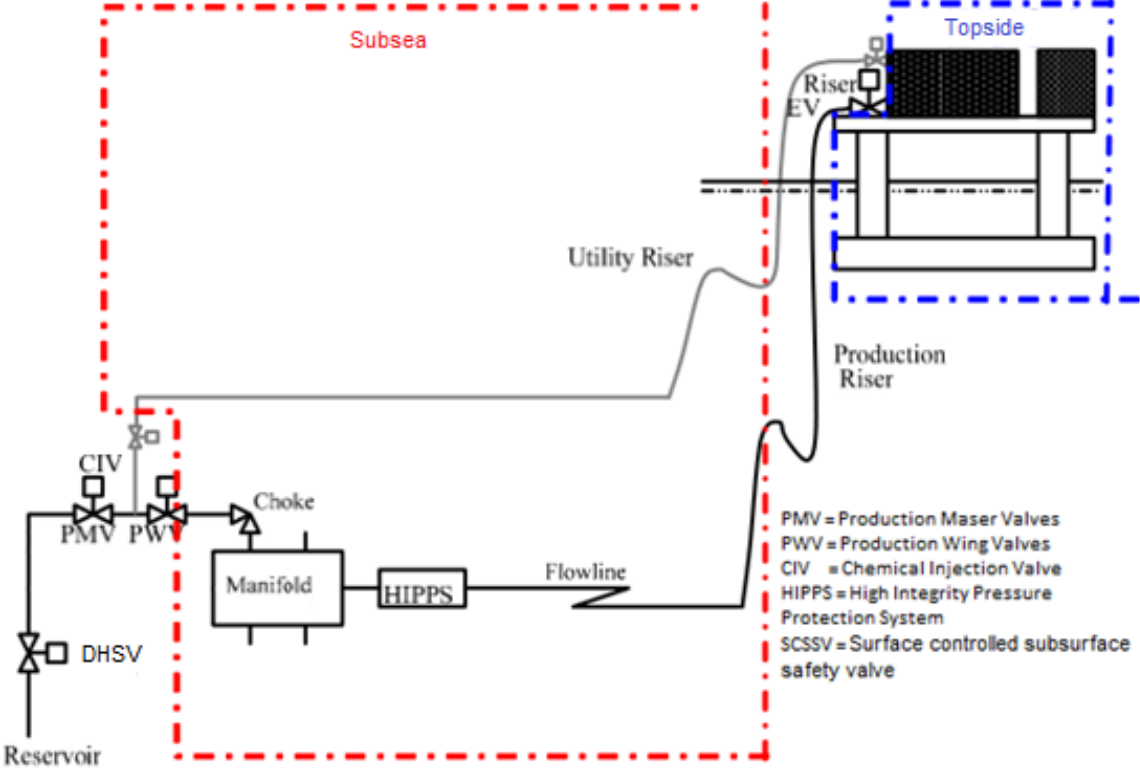 Subsea
Topside
Riser
EV
Utility Riser
Production
Riser
CIV
PMV
PWV
Choke
Manifold
HIPPS
Flowline
DHSV
Reservoir
PMV = Production Maser Valves
PWV = Production Wing Valves
CIV = Chemical Injection Valve
HIPPS = High Integrity Pressure
Protection System
SCSSV = Surface controlled subsurface
safety valve